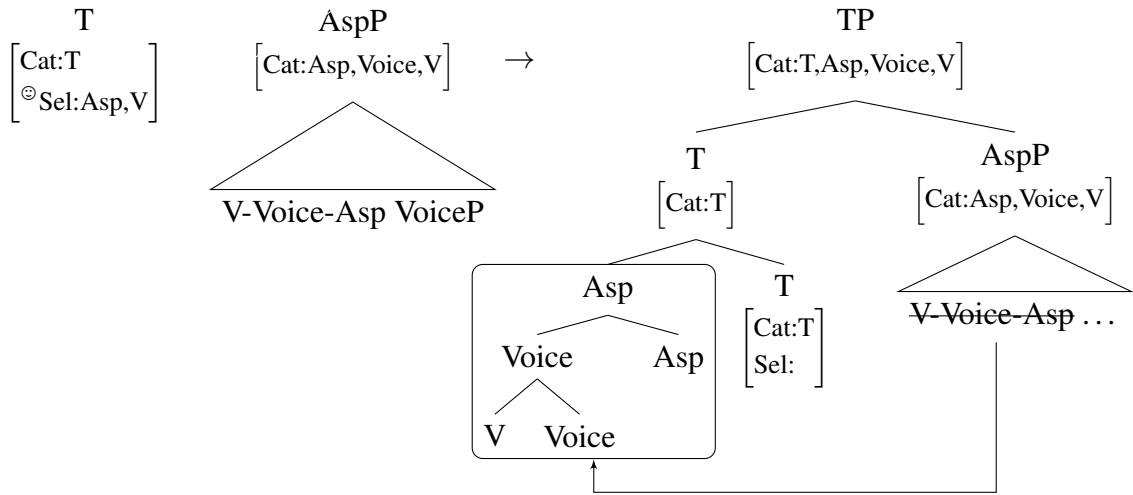 T AspP TP
[Cat:T [Cat:Asp,Voice,V] → [Cat:T,Asp,Voice,V]
☺Sel:Asp,V]
V-Voice-Asp VoiceP
T AspP
[Cat:T] [Cat:Asp,Voice,V]
Asp T
V-Voice-Asp …
[Cat:T
Voice Asp
Sel: ]
V Voice